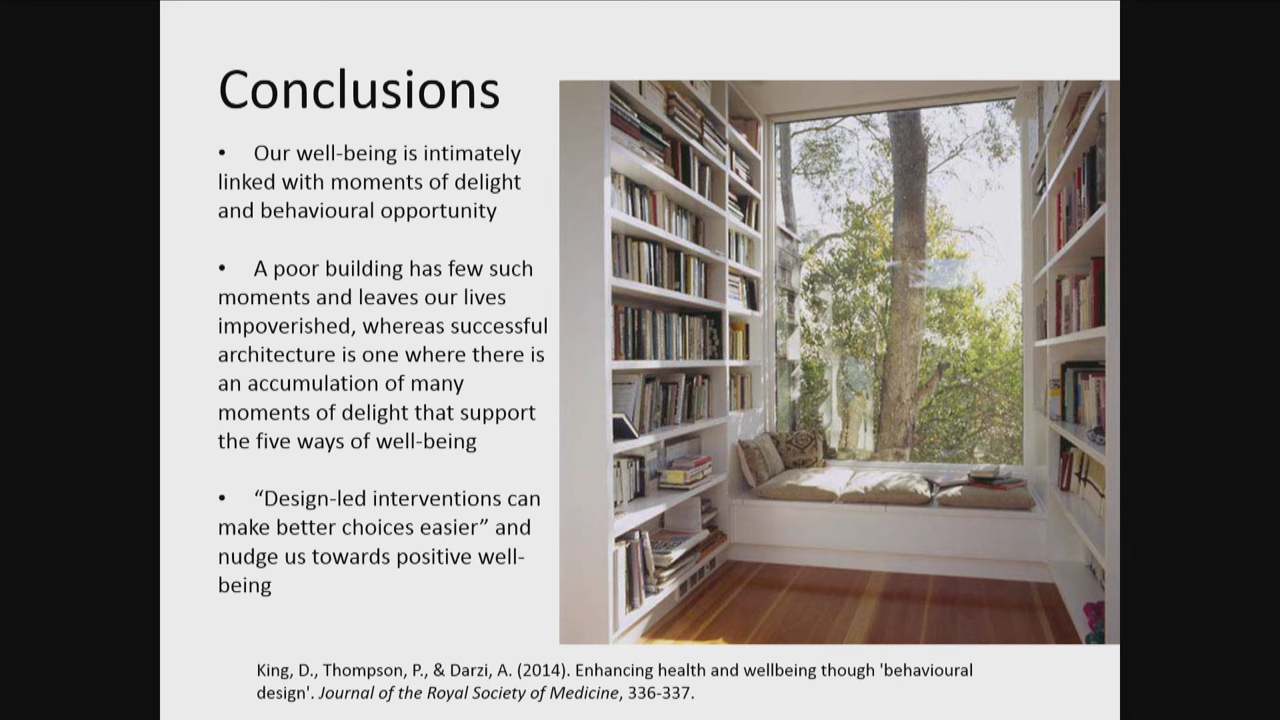 Conclusions
• Our well-being is intimately
linked with moments of delight
and behavioural opportunity
• A poor building has few such
moments and leaves our lives
impoverished, whereas successful
architecture is one where there is
an accumulation of many
moments of delight that support
the five ways of well-being
• “Design-led interventions can
make better choices easier” and
nudge us towards positive well-
being
King, D., Thompson, P., & Darzi, A. (2014). Enhancing health and wellbeing though 'behavioural
design'. Journal of the Royal Society of Medicine, 336-337.